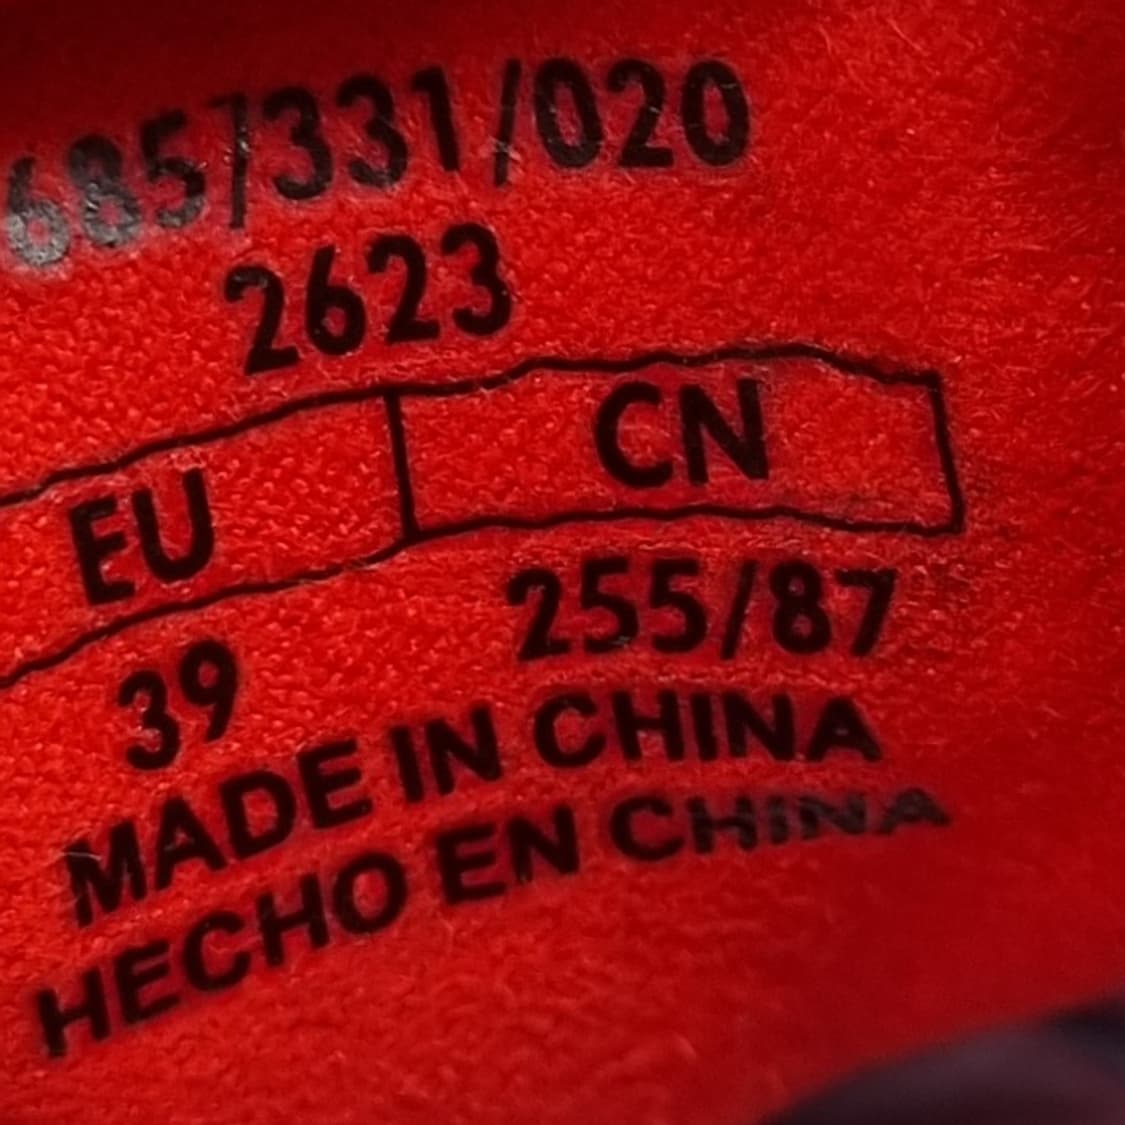 685/331/020
2623
EU CN
39 255/87
MADE IN CHINA
HECHO EN CHINA